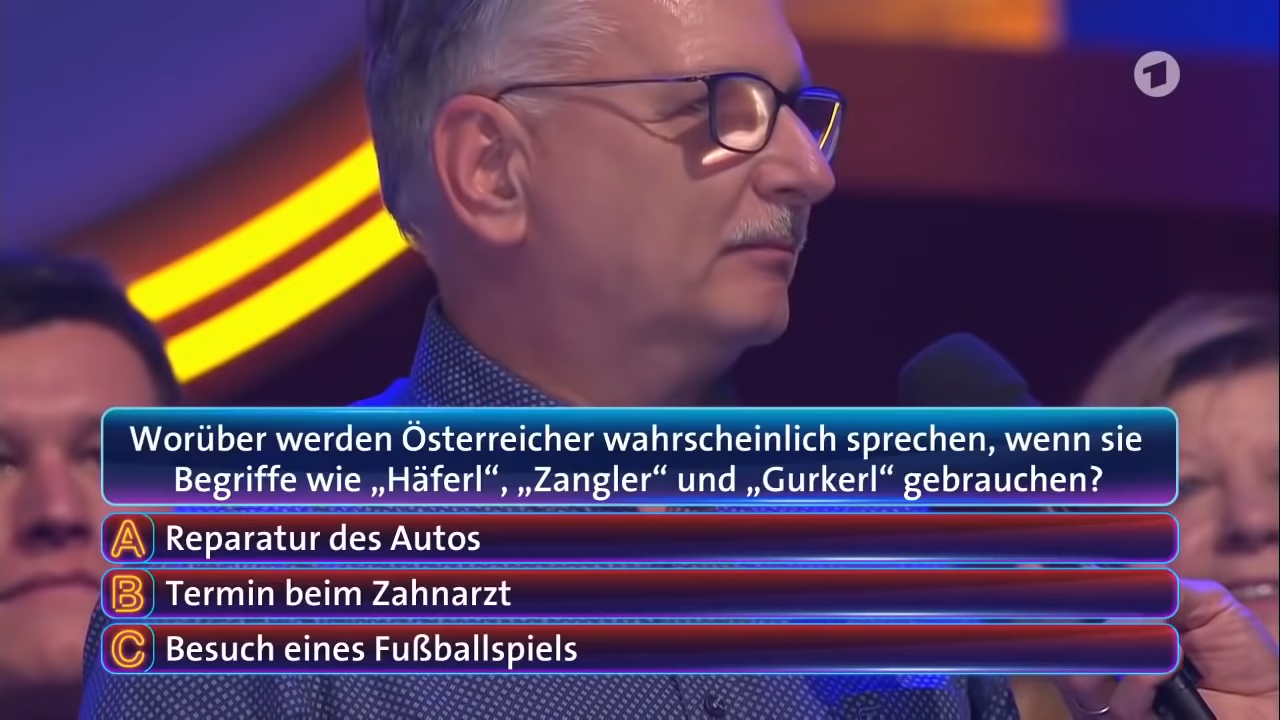 Worüber werden Österreicher wahrscheinlich sprechen, wenn sie
Begriffe wie „Häferl“, „Zangler“ und „Gurkerl“ gebrauchen?
A Reparatur des Autos
B Termin beim Zahnarzt
C Besuch eines Fußballspiels
1